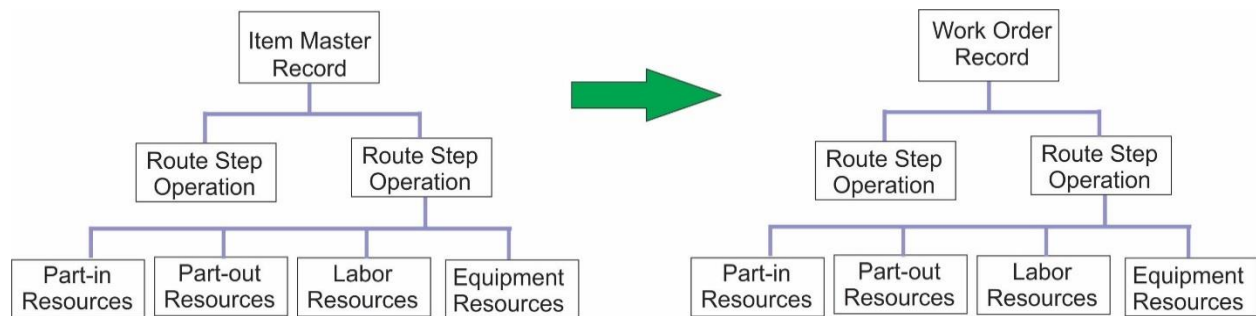 Item Master
Record
Route Step
Operation
Route Step
Operation
Part-in
Resources
Part-out
Resources
Labor
Resources
Equipment
Resources
Work Order
Record
Route Step
Operation
Route Step
Operation
Part-in
Resources
Part-out
Resources
Labor
Resources
Equipment
Resources